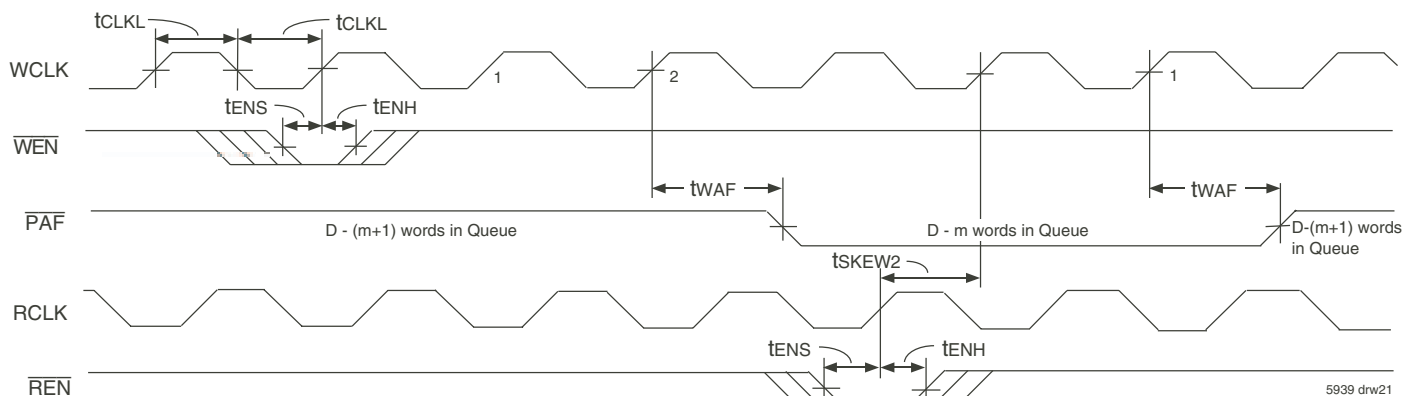 tCLKL tCLKL
WCLK 1 2 1
tENS tENH
WEN
tWAF tWAF
PAF
D - (m+1) words in Queue D - m words in Queue D-(m+1) words
in Queue
tSKEW2
RCLK
tENS tENH
REN
5939 drw21